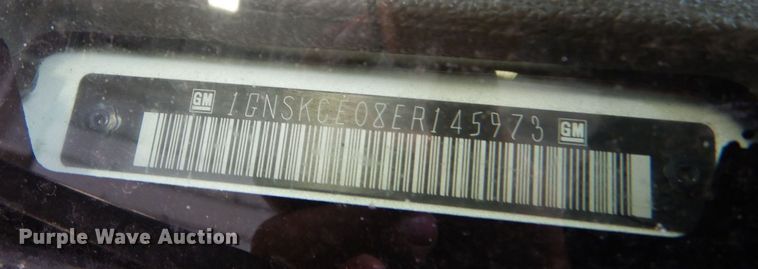 GM 1GNSKCE08ER145973 GM
Purple Wave Auction